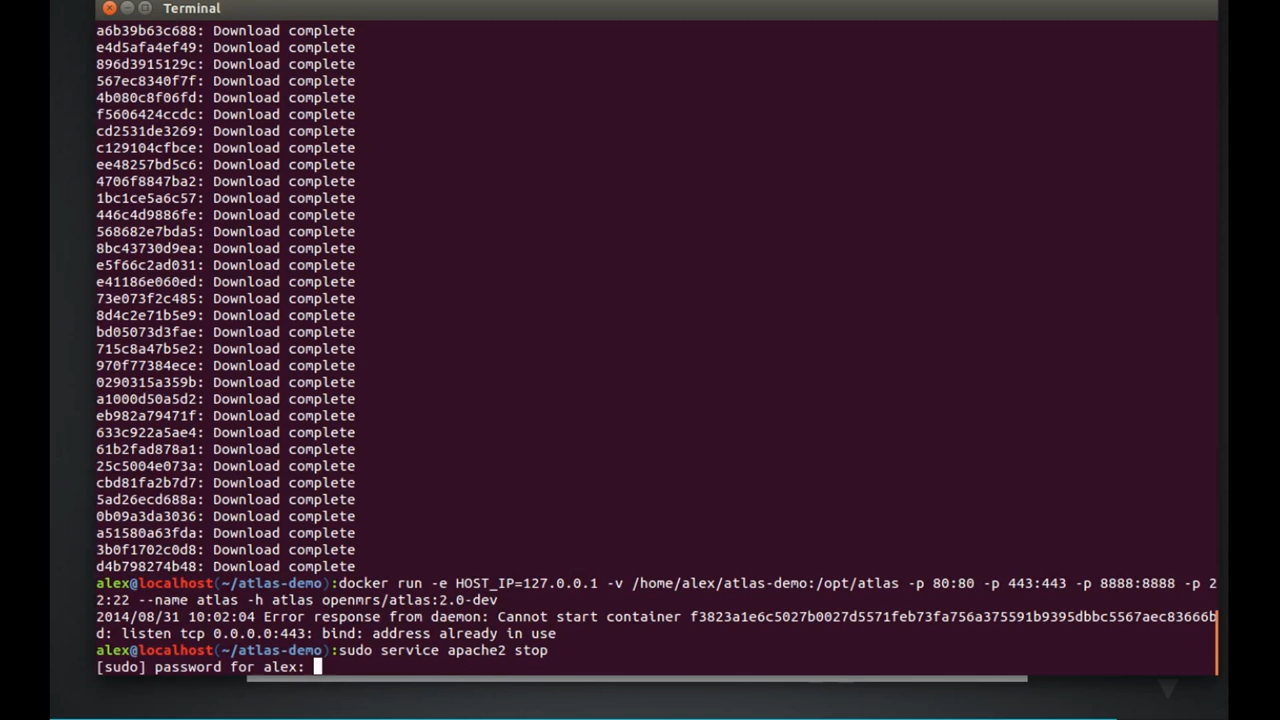 Terminal
a6b39b63c688: Download complete
e4d5afa4ef49: Download complete
896d3915129c: Download complete
567ec8340f7f: Download complete
4b080c8f06fd: Download complete
f5606424ccdc: Download complete
cd2531de3269: Download complete
c129104cfbce: Download complete
ee48257bd5c6: Download complete
4706f8847ba2: Download complete
1bc1ce5a6c57: Download complete
446c4d9886fe: Download complete
568682e7bda5: Download complete
8bc43730d9ea: Download complete
e5f66c2ad031: Download complete
e41186e060ed: Download complete
73e073f2c485: Download complete
8d4c2e71b5e9: Download complete
bd05073d3fae: Download complete
715c8a47b5e2: Download complete
970f77384ece: Download complete
0290315a359b: Download complete
a1000d50a5d2: Download complete
eb982a79471f: Download complete
633c922a5ae4: Download complete
61b2fad878a1: Download complete
25c5004e073a: Download complete
cbd81fa2b7d7: Download complete
5ad26ecd688a: Download complete
0b09a3da3036: Download complete
a51580a63fda: Download complete
3b0f1702c0d8: Download complete
d4b798274b48: Download complete
alex@localhost(~/atlas-demo):docker run -e HOST_IP=127.0.0.1 -v /home/alex/atlas-demo:/opt/atlas -p 80:80 -p 443:443 -p 8888:8888 -p 2
2:22 --name atlas -h atlas openmrs/atlas:2.0-dev
2014/08/31 10:02:04 Error response from daemon: Cannot start container f3823a1e6c5027b0027d5571feb73fa756a375591b9395dbbc5567aec83666b
d: listen tcp 0.0.0.0:443: bind: address already in use
alex@localhost(~/atlas-demo):sudo service apache2 stop
[sudo] password for alex: